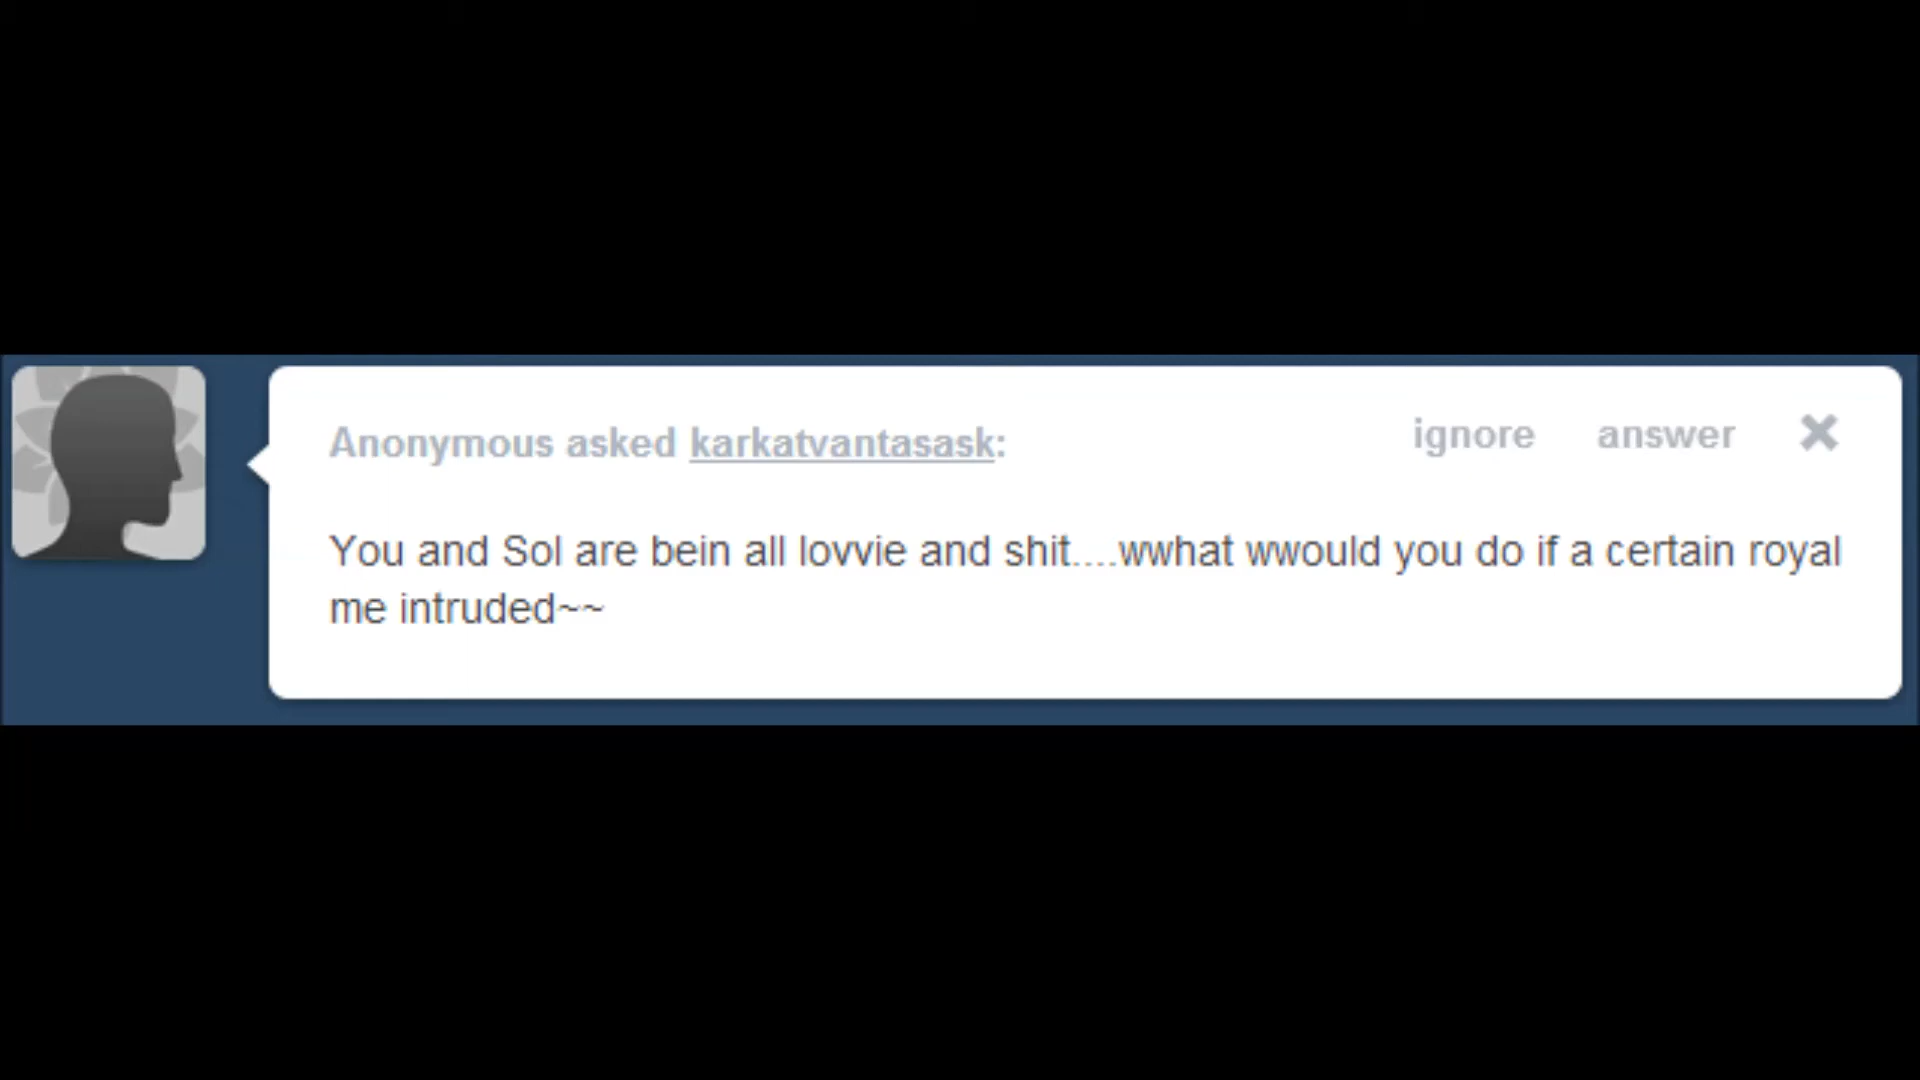 Anonymous asked karkatvantasask:
ignore answer
You and Sol are bein all lovvie and shit....wwhat wwould you do if a certain royal
me intruded~~